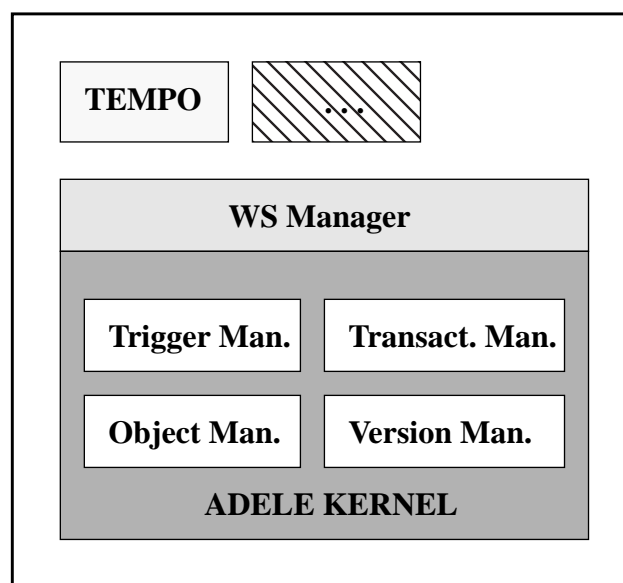 TEMPO
...
WS Manager
Trigger Man.
Transact. Man.
Object Man.
Version Man.
ADELE KERNEL